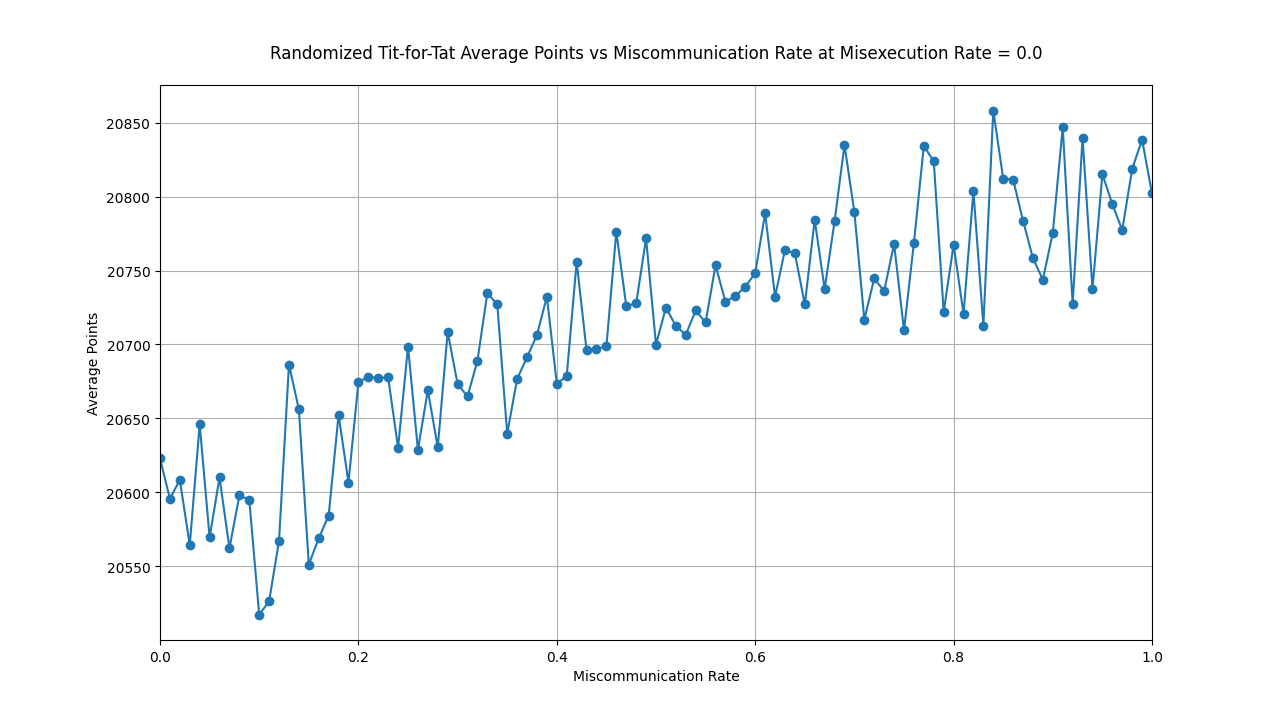 Randomized Tit-for-Tat Average Points vs Miscommunication Rate at Misexecution Rate = 0.0
20850
20800
20750
20700
20650
20600
20550
Average Points
0.0 0.2 0.4 0.6 0.8 1.0
Miscommunication Rate